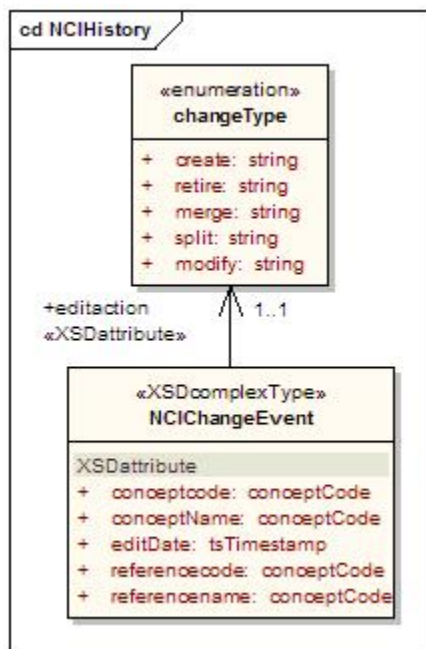 cd NCIHistory
«enumeration»
changeType
+ create: string
+ retire: string
+ merge: string
+ split: string
+ modify: string
+editaction 1..1
«XSDattribute»
«XSDcomplexType»
NCIChangeEvent
XSDattribute
+ conceptcode: conceptCode
+ conceptName: conceptCode
+ editDate: tsTimestamp
+ referencecode: conceptCode
+ referencename: conceptCode